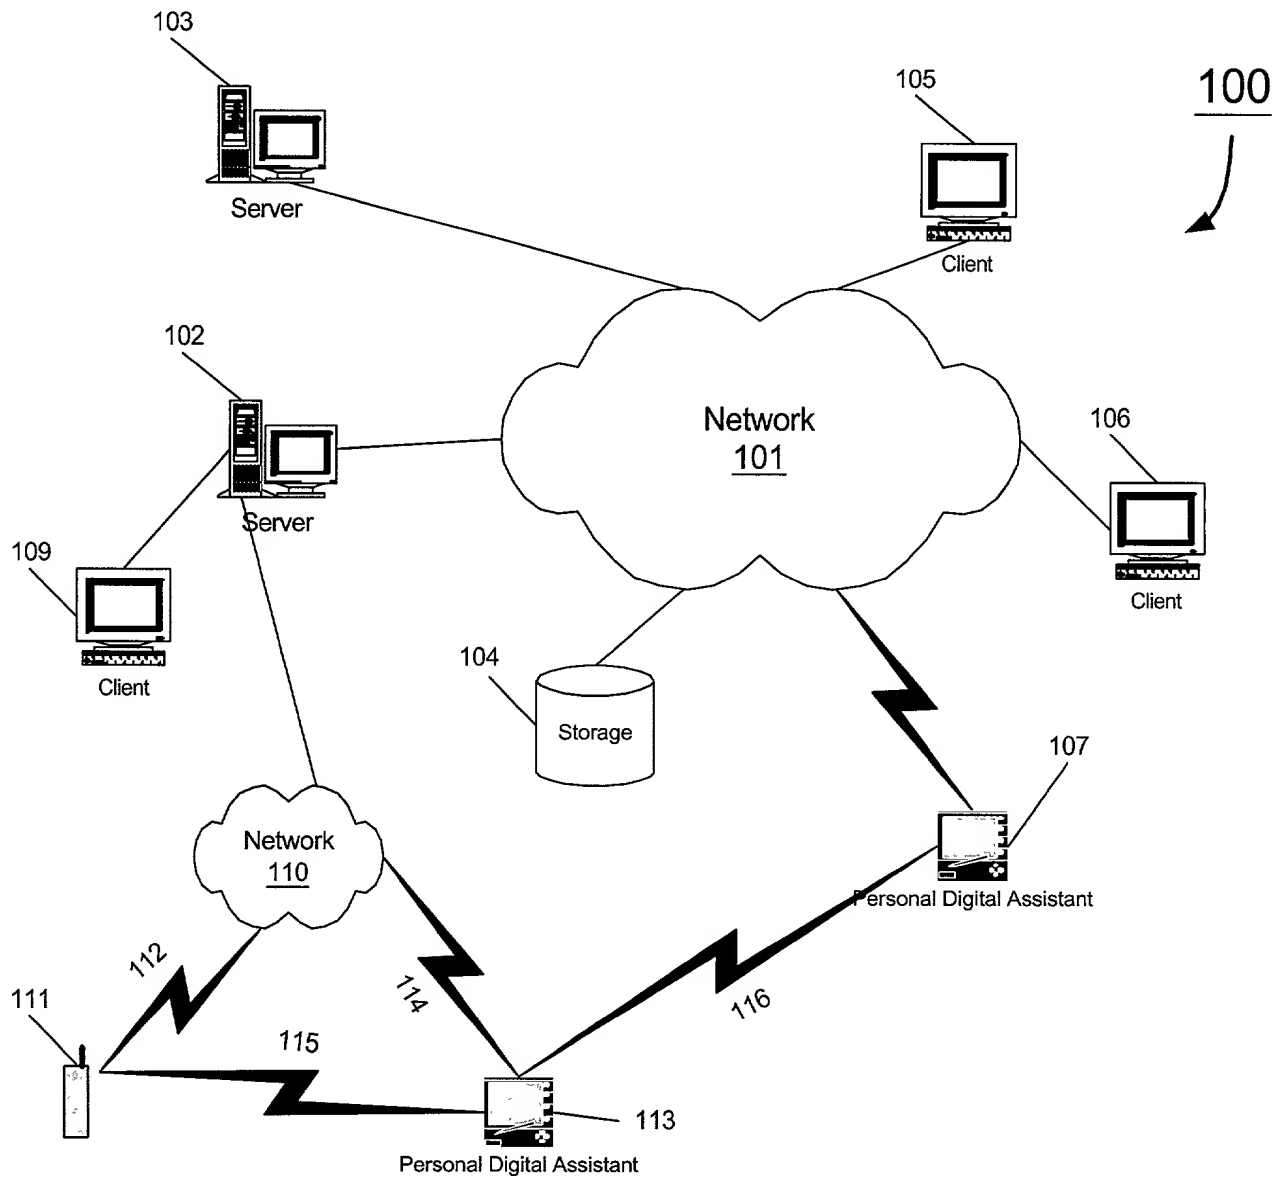 103
105
100
Server
Client
102
Network
101
106
Server
109
Client
Client
104
Storage
107
Network
110
Personal Digital Assistant
112
114
116
111
115
113
Personal Digital Assistant